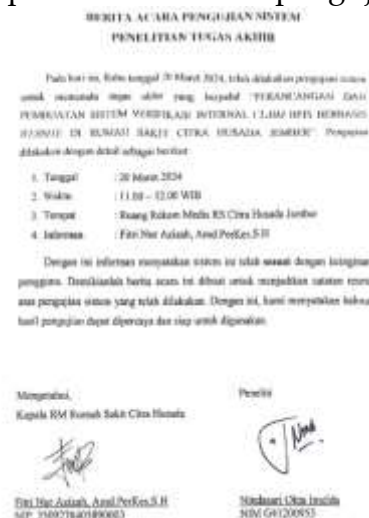 BERITA ACARA PENGUJIAN SISTEM
PENELITIAN TUGAS AKHIR
Pada hari ini, Rabu tanggal 20 Maret 2024, telah dilakukan pengujian sistem
untuk memenuhi tugas akhir yang berjudul "PERANCANGAN DAN
PEMBUATAN SISTEM VERIFIKASI INTERNAL KLAIM BPJS BERBASIS
DI RUMAH SAKIT CITRA HUSADA JEMBER". Pengujian
dilakukan dengan detail sebagai berikut:
1. Tanggal : 20 Maret 2024
2. Waktu : 11.00 – 12.00 WIB
3. Tempat : Ruang Rekam Medis RS Citra Husada Jember
4. Informan : Fitri Nur Azizah, Amd.PerKes.S.H
Dengan ini informan menyatakan sistem ini telah sesuai dengan keinginan
pengguna. Demikianlah berita acara ini dibuat untuk menjadikan catatan resmi
atas pengujian sistem yang telah dilakukan. Dengan ini, kami menyatakan bahwa
hasil pengujian dapat dipercaya dan siap untuk digunakan.
Mengetahui, Peneliti
Kepala RM Rumah Sakit Citra Husada
Fitri Nur Azizah, Amd.PerKes.S.H
NIP. NIM G41200953